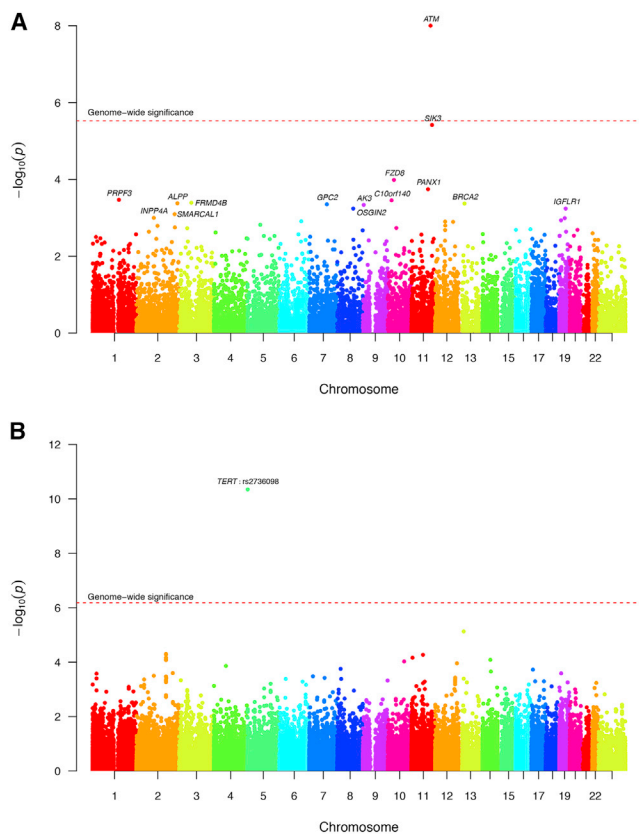 A
8
ATM
6
Genome-wide significance
SIK3
−log10(p)
4
FZD8
PRPF3
ALPP
FRMD4B
GPC2
AK3
C10orf140
PANX1
BRCA2
IGFLR1
INPP4A
SMARCAL1
OSGIN2
2
0
1 2 3 4 5 6 7 8 9 10 11 12 13 15 17 19 22
Chromosome
B
12
TERT : rs2736098
10
8
−log10(p)
Genome-wide significance
6
4
2
0
1 2 3 4 5 6 7 8 9 10 11 12 13 15 17 19 22
Chromosome